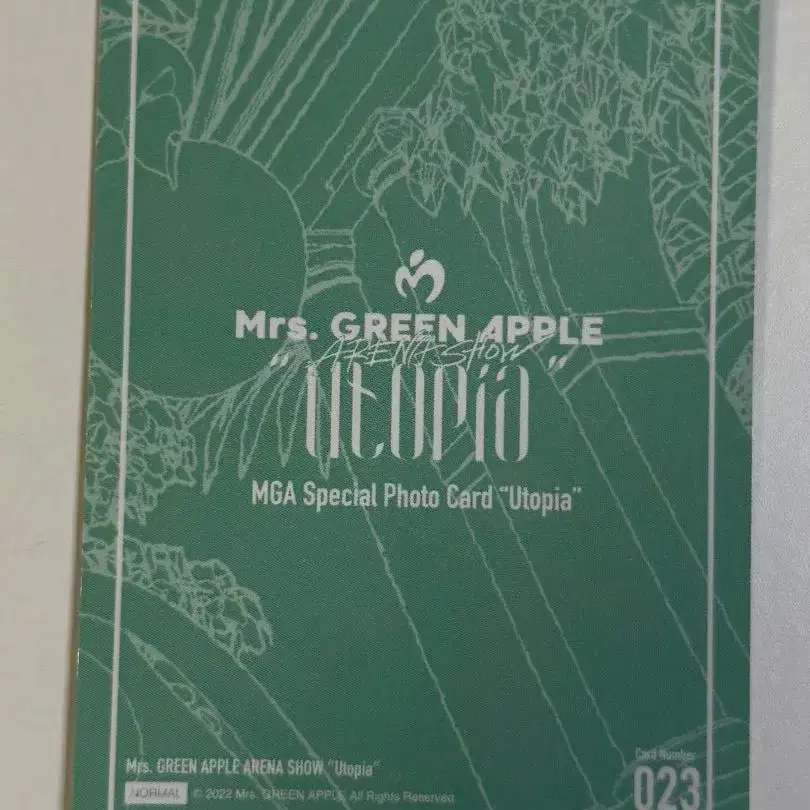 Mrs. GREEN APPLE
ARENA SHOW
"Utopia"
MGA Special Photo Card "Utopia"
Mrs. GREEN APPLE ARENA SHOW "Utopia"
NORMAL © 2022 Mrs. GREEN APPLE All Rights Reserved
Card Number
023